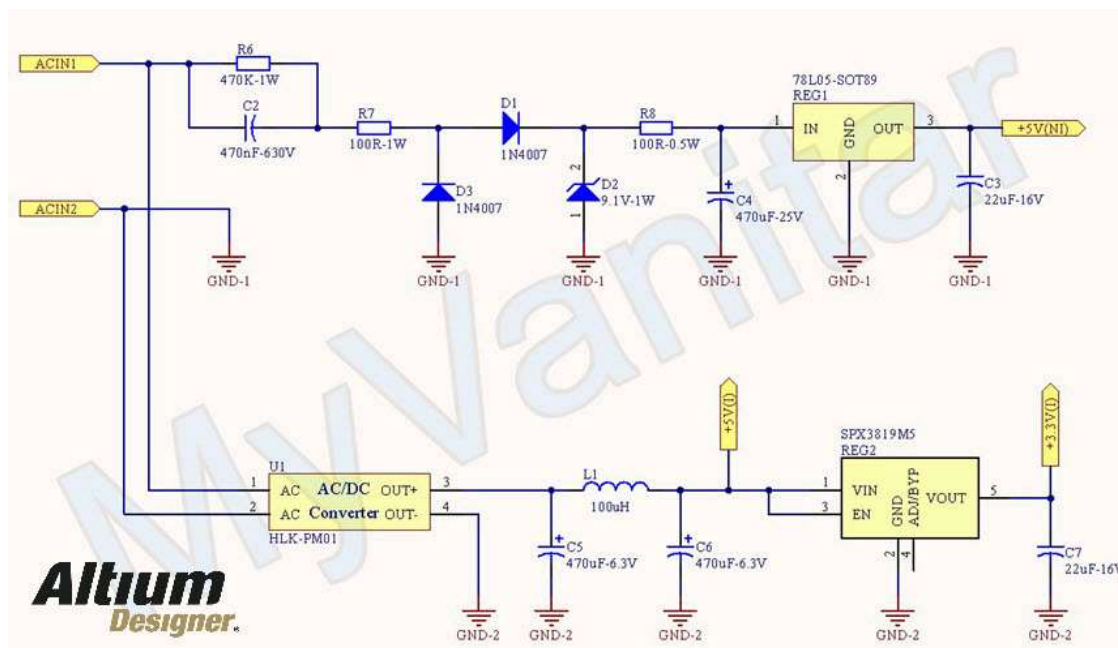 ACIN1
R6
470K-1W
C2
470nF-630V
R7
100R-1W
D1
1N4007
R8
100R-0.5W
78L05-SOT89
REG1
1
IN
GND
OUT
3
2
+5V(NI)
D3
1N4007
2
D2
9.1V-1W
1
C4
470uF-25V
C3
22uF-16V
ACIN2
GND-1
GND-1
GND-1
GND-1
GND-1
GND-1
MyVanitar
+5V(I)
+3.3V(I)
U1
1
AC
AC/DC
OUT+
3
2
AC
Converter
OUT-
4
HLK-PM01
L1
100uH
SPX3819M5
REG2
1
VIN
3
EN
GND
ADJ/BYP
VOUT
5
2
4
C5
470uF-6.3V
C6
470uF-6.3V
C7
22uF-16V
GND-2
GND-2
GND-2
GND-2
GND-2
Altium
Designer